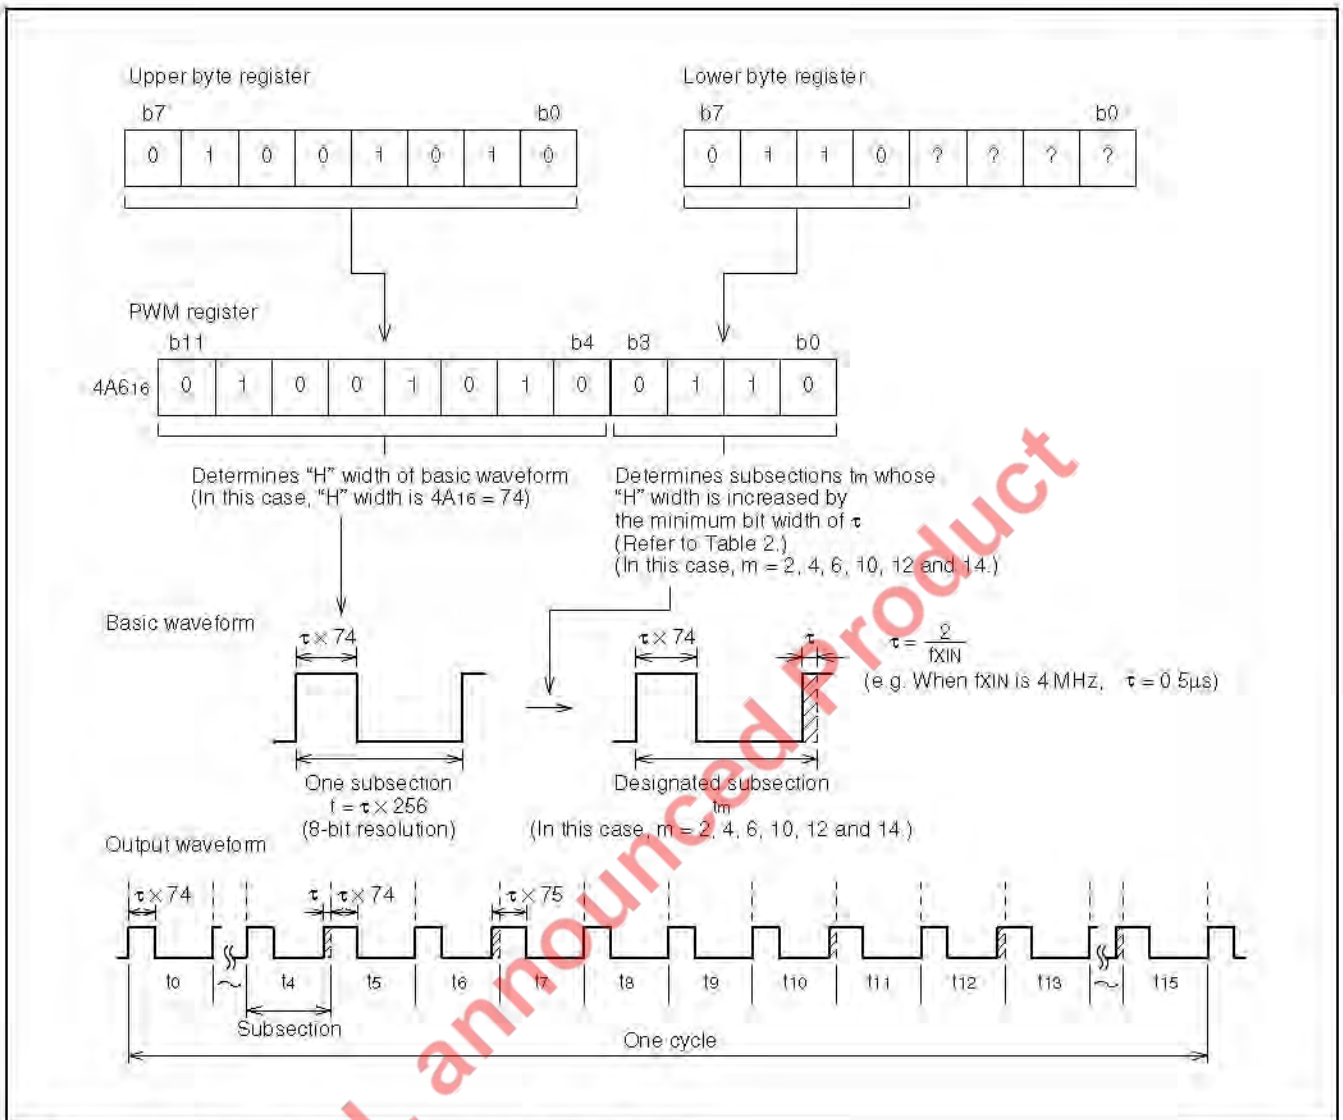 Upper byte register
Lower byte register
b7 b0
b7 b0
0 1 0 0 1 0 1 0
0 1 1 0 ? ? ? ?
PWM register
b11 b4 b3 b0
4A616 0 1 0 0 1 0 1 0 0 1 1 0
Determines "H" width of basic waveform
(In this case, "H" width is 4A16 = 74)
Determines subsections tm whose
"H" width is increased by
the minimum bit width of τ
(Refer to Table 2.)
(In this case, m = 2, 4, 6, 10, 12 and 14.)
Basic waveform
τ × 74
τ × 74
τ
τ = 2 / fXIN
(e.g. When fXIN is 4 MHz, τ = 0.5μs)
One subsection
t = τ × 256
(8-bit resolution)
Designated subsection
tm
(In this case, m = 2, 4, 6, 10, 12 and 14.)
Output waveform
τ × 74 τ τ × 74 τ × 75
t0 t4 t5 t6 t7 t8 t9 t10 t11 t12 t13 t15
Subsection
One cycle
announced Product